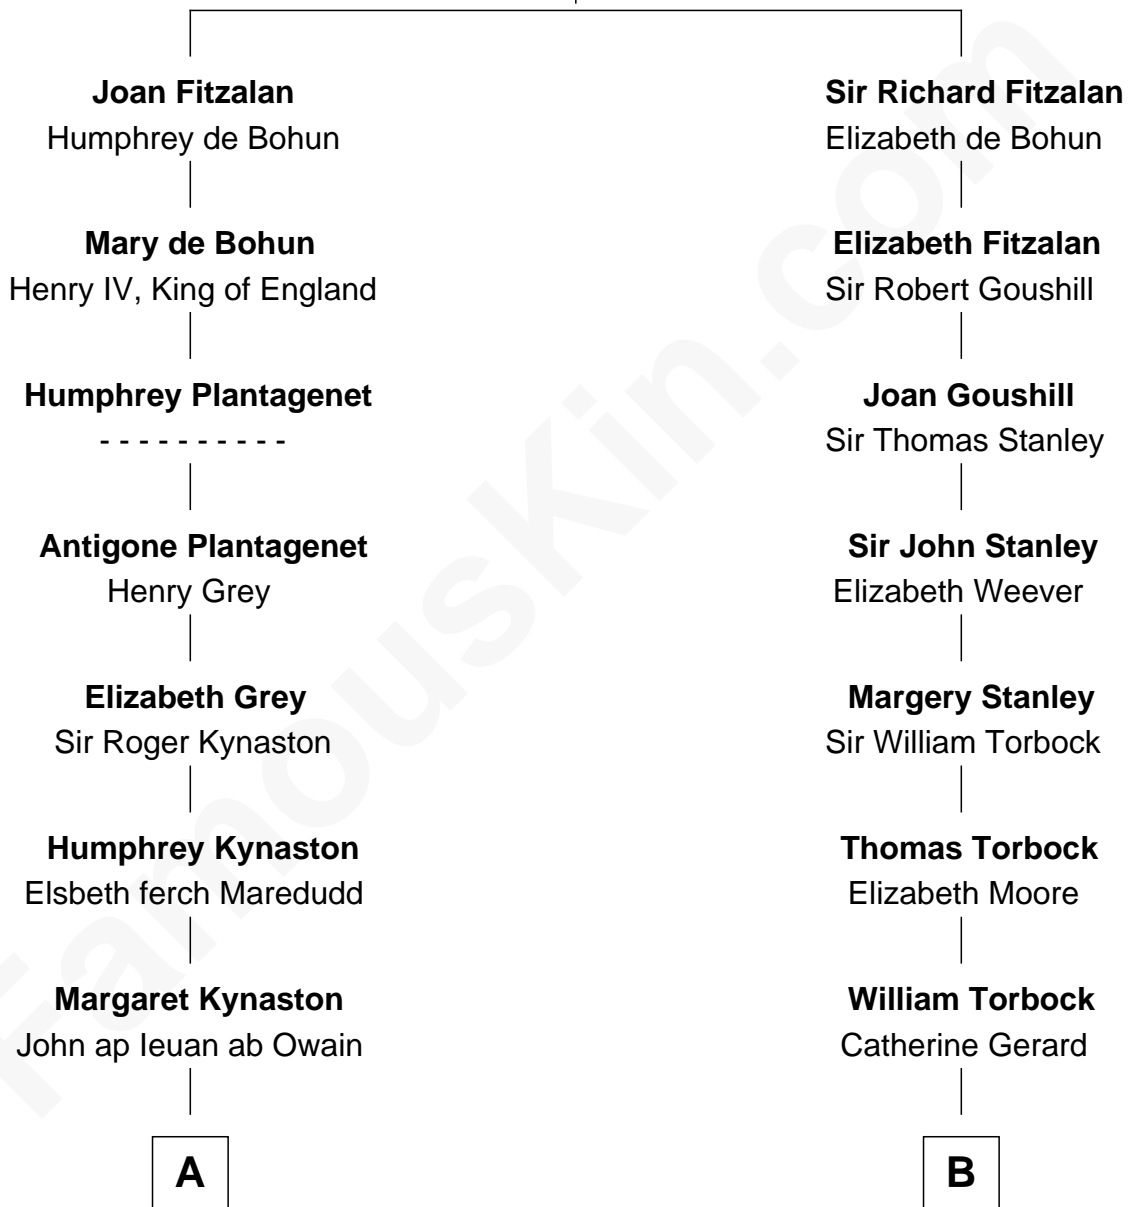 Joan Fitzalan
Humphrey de Bohun
Mary de Bohun
Henry IV, King of England
Humphrey Plantagenet
- - - - - - - - - -
Antigone Plantagenet
Henry Grey
Elizabeth Grey
Sir Roger Kynaston
Humphrey Kynaston
Elsbeth ferch Maredudd
Margaret Kynaston
John ap Ieuan ab Owain
A
Sir Richard Fitzalan
Elizabeth de Bohun
Elizabeth Fitzalan
Sir Robert Goushill
Joan Goushill
Sir Thomas Stanley
Sir John Stanley
Elizabeth Weever
Margery Stanley
Sir William Torbock
Thomas Torbock
Elizabeth Moore
William Torbock
Catherine Gerard
B
FamousKin.com